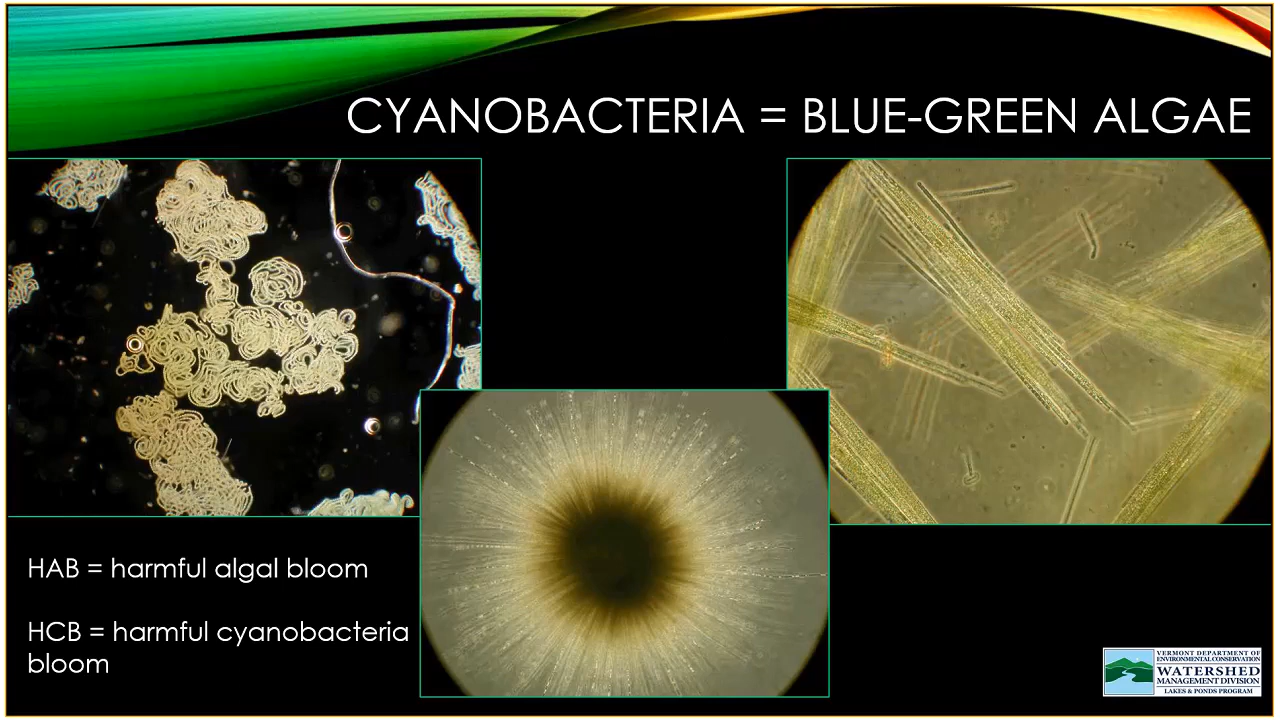 CYANOBACTERIA = BLUE-GREEN ALGAE
HAB = harmful algal bloom
HCB = harmful cyanobacteria
bloom
VERMONT DEPARTMENT OF
ENVIRONMENTAL CONSERVATION
WATERSHED
MANAGEMENT DIVISION
LAKES & PONDS PROGRAM